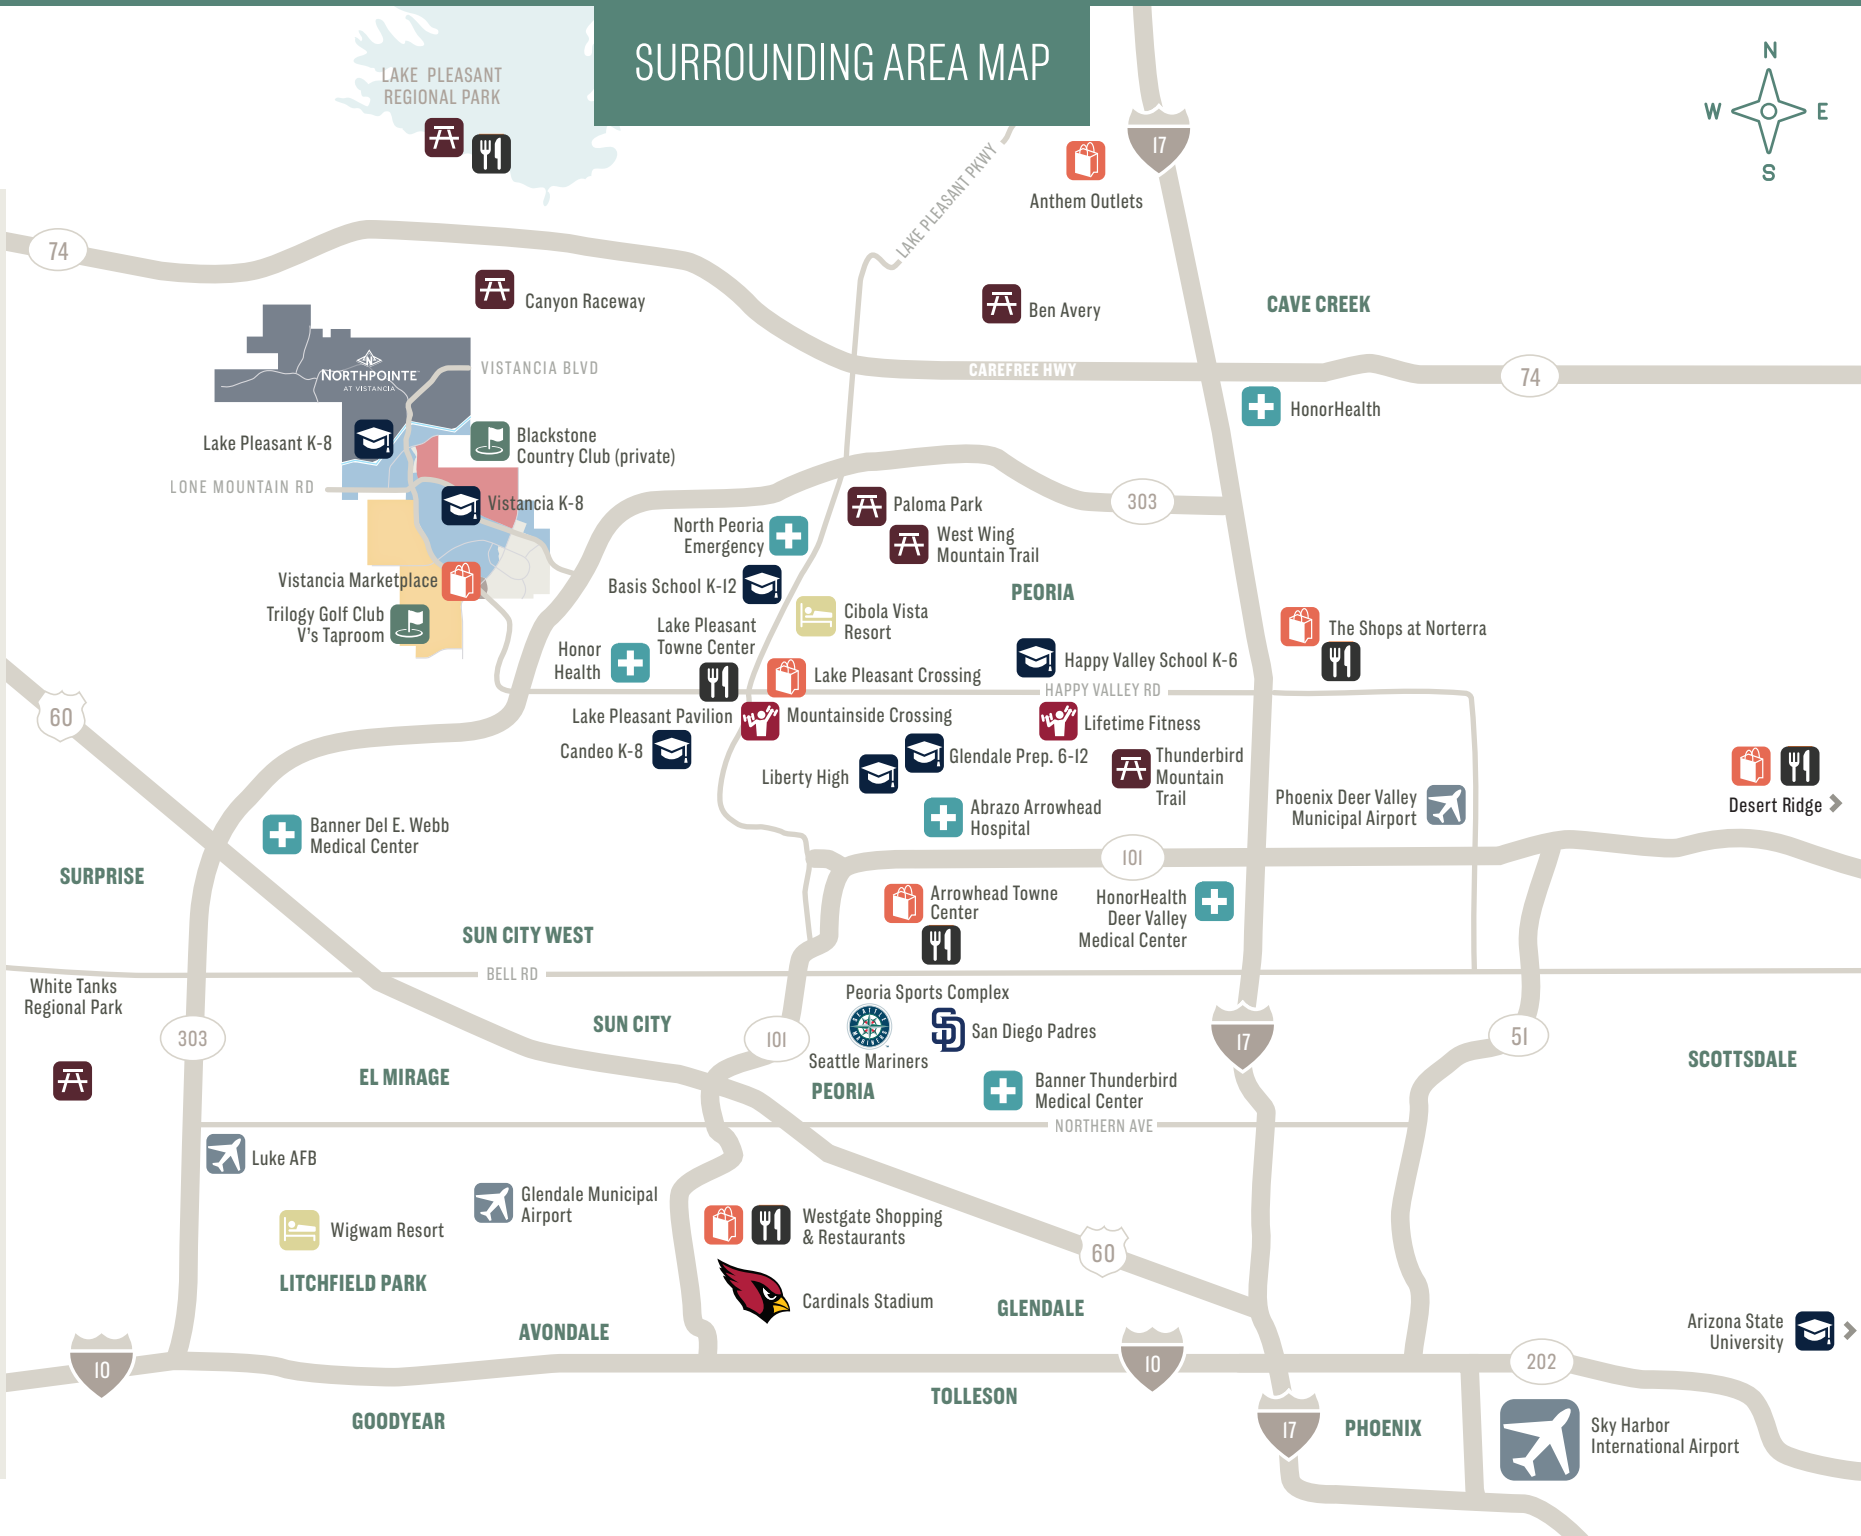 SURROUNDING AREA MAP
N
W
E
S
LAKE PLEASANT
REGIONAL PARK
LAKE PLEASANT PKWY
17
Anthem Outlets
74
Canyon Raceway
Ben Avery
CAVE CREEK
NORTHPOINTE
AT VISTANCIA
VISTANCIA BLVD
CAREFREE HWY
74
HonorHealth
Lake Pleasant K-8
Blackstone
Country Club (private)
LONE MOUNTAIN RD
Vistancia K-8
303
Paloma Park
North Peoria
Emergency
West Wing
Mountain Trail
Vistancia Marketplace
Basis School K-12
PEORIA
Trilogy Golf Club
V's Taproom
Cibola Vista
Resort
Lake Pleasant
Towne Center
The Shops at Norterra
Honor
Health
Lake Pleasant Crossing
Happy Valley School K-6
HAPPY VALLEY RD
60
Lake Pleasant Pavilion
Mountainside Crossing
Lifetime Fitness
Candeo K-8
Glendale Prep. 6-12
Liberty High
Thunderbird
Mountain
Trail
Phoenix Deer Valley
Municipal Airport
Desert Ridge
Abrazo Arrowhead
Hospital
Banner Del E. Webb
Medical Center
101
SURPRISE
Arrowhead Towne
Center
HonorHealth
Deer Valley
Medical Center
SUN CITY WEST
BELL RD
White Tanks
Regional Park
Peoria Sports Complex
SEATTLE
MARINERS
SD
San Diego Padres
Seattle Mariners
SUN CITY
303
101
17
51
SCOTTSDALE
EL MIRAGE
PEORIA
Banner Thunderbird
Medical Center
NORTHERN AVE
Luke AFB
Glendale Municipal
Airport
Wigwam Resort
Westgate Shopping
& Restaurants
60
LITCHFIELD PARK
Cardinals Stadium
GLENDALE
AVONDALE
Arizona State
University
10
10
202
TOLLESON
GOODYEAR
17
PHOENIX
Sky Harbor
International Airport